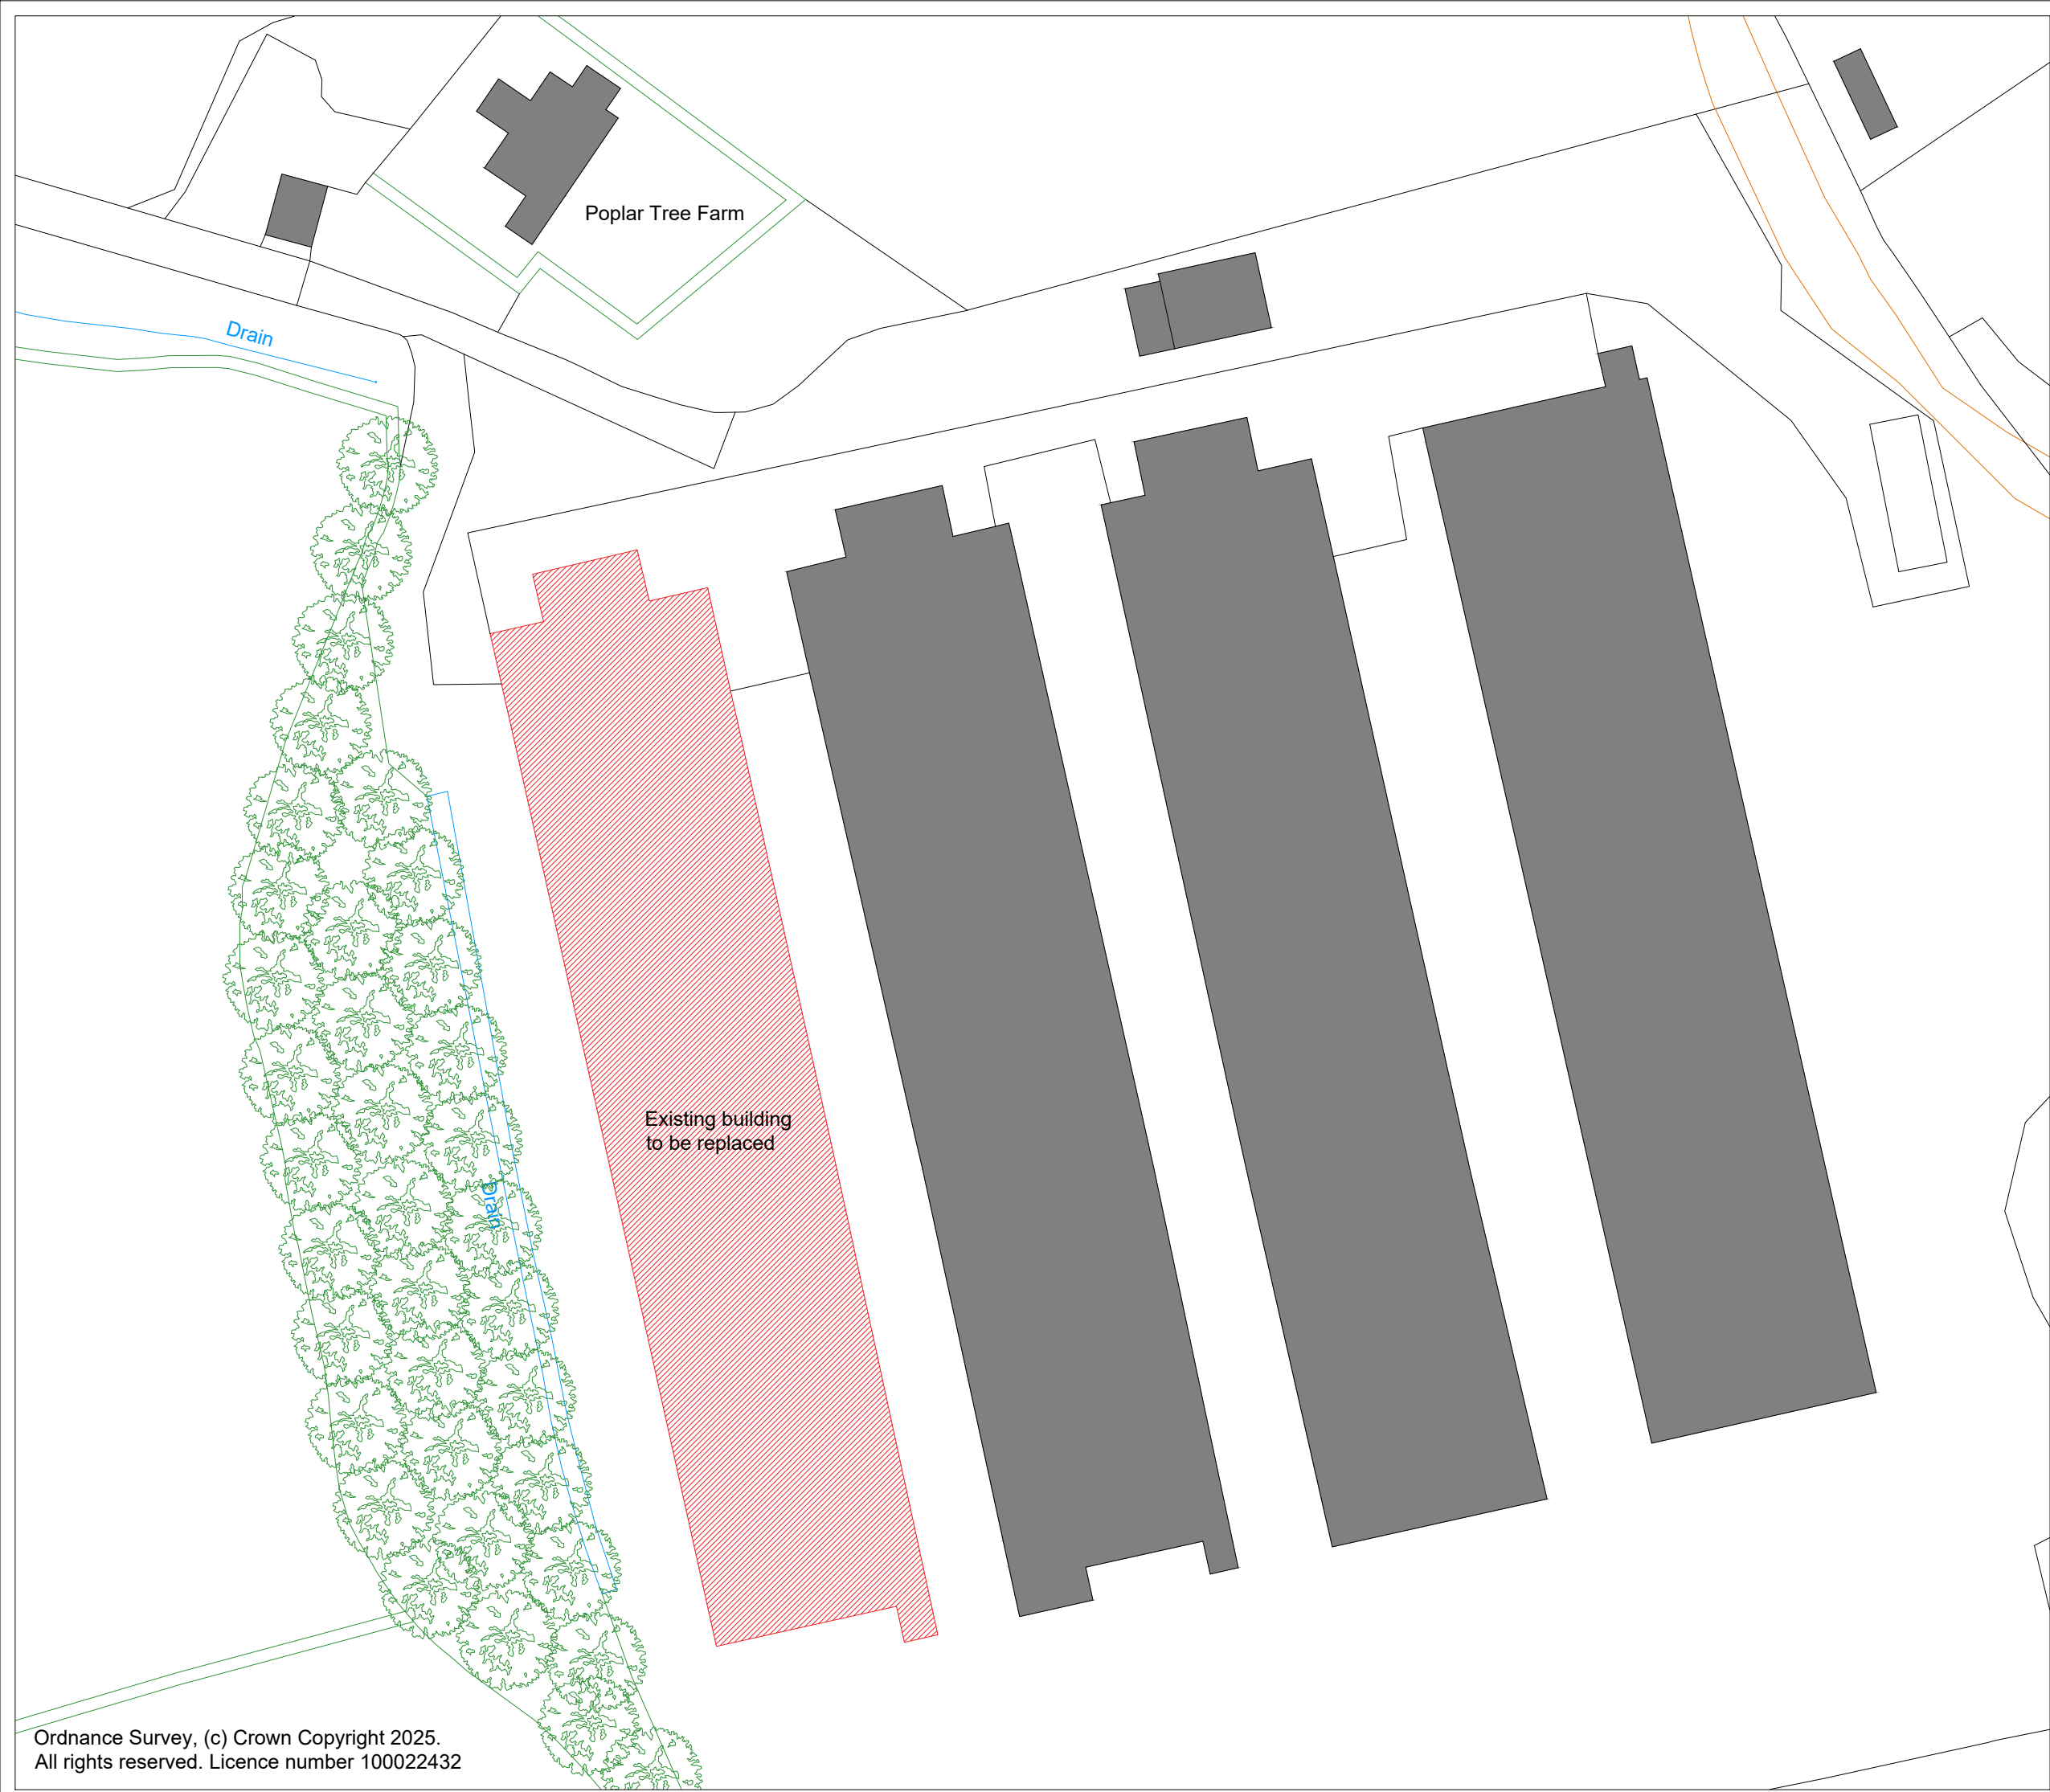 Poplar Tree Farm
Drain
Existing building
to be replaced
Drain
Ordnance Survey, (c) Crown Copyright 2025.
All rights reserved. Licence number 100022432